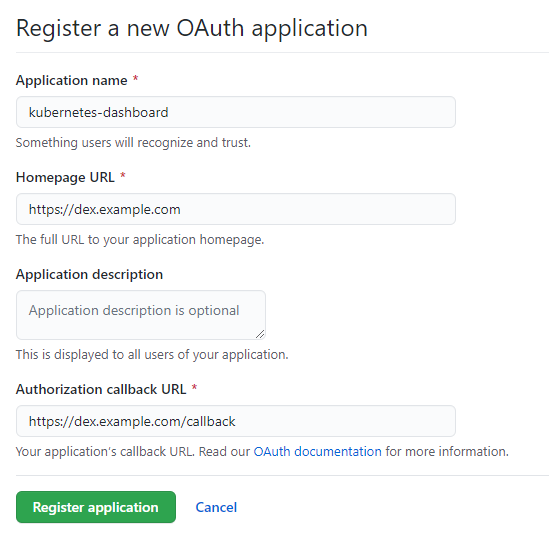 Register a new OAuth application
Application name *
kubernetes-dashboard
Something users will recognize and trust.
Homepage URL *
https://dex.example.com
The full URL to your application homepage.
Application description
Application description is optional
This is displayed to all users of your application.
Authorization callback URL *
https://dex.example.com/callback
Your application's callback URL. Read our OAuth documentation for more information.
Register application Cancel